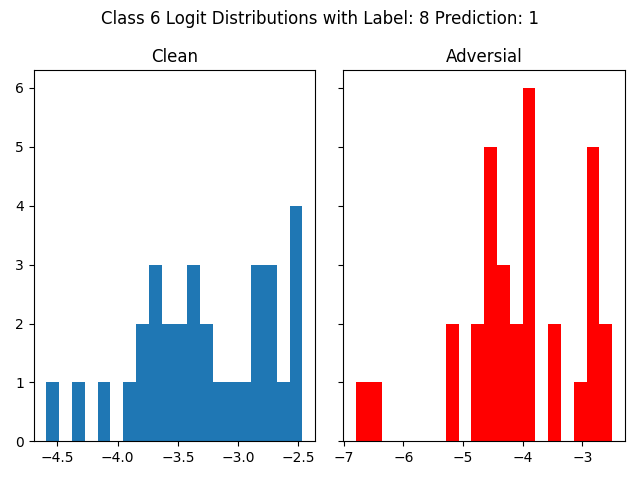 Class 6 Logit Distributions with Label: 8 Prediction: 1
Clean
Adversial
6
5
4
3
2
1
0
−4.5 −4.0 −3.5 −3.0 −2.5
−7 −6 −5 −4 −3